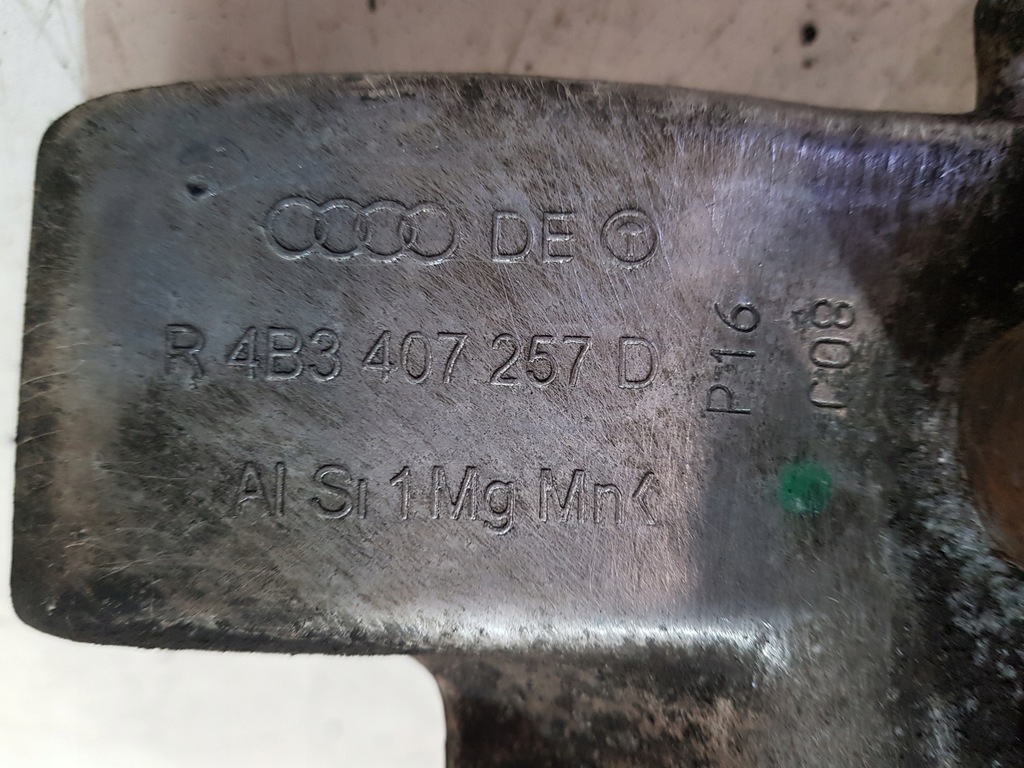 DE
R 4B3 407 257 D
Al Si 1 Mg Mn
P16
C08